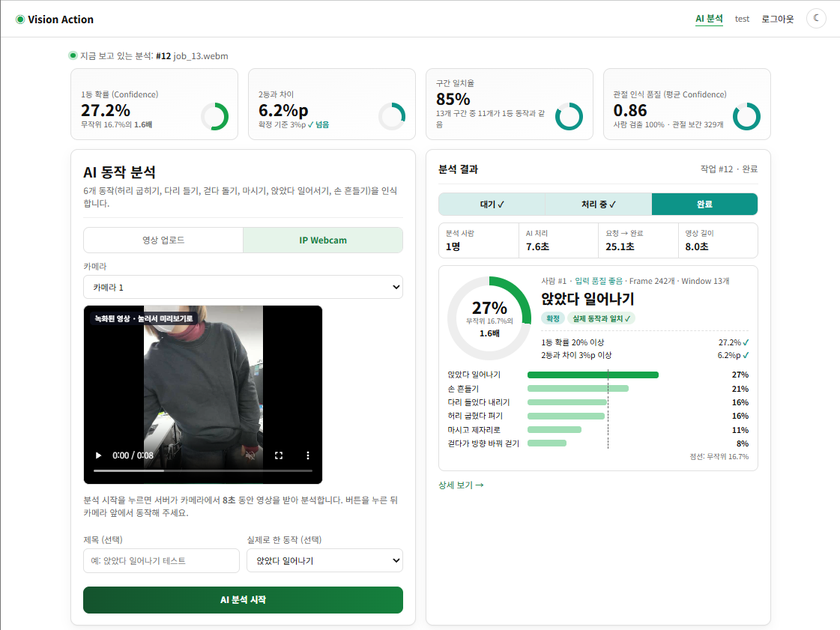 Vision Action
AI 분석
test
로그아웃
지금 보고 있는 분석: #12 job_13.webm
1등 확률 (Confidence)
27.2%
무작위 16.7%의 1.6배
2등과 차이
6.2%p
확정 기준 3%p ✓ 넘음
구간 일치율
85%
13개 구간 중 11개가 1등 동작과 같
음
관절 인식 품질 (평균 Confidence)
0.86
사람 검출 100% · 관절 보간 329개
AI 동작 분석
6개 동작(허리 굽히기, 다리 들기, 걷다 돌기, 마시기, 앉았다 일어서기, 손 흔들기)을 인식
합니다.
영상 업로드
IP Webcam
카메라
카메라 1
녹화된 영상 · 눌러서 미리보기로
0:00 / 0:08
분석 시작을 누르면 서버가 카메라에서 8초 동안 영상을 받아 분석합니다. 버튼을 누른 뒤
카메라 앞에서 동작해 주세요.
제목 (선택)
예: 앉았다 일어나기 테스트
실제로 한 동작 (선택)
앉았다 일어나기
AI 분석 시작
분석 결과
작업 #12 · 완료
대기 ✓
처리 중 ✓
완료
분석 사람
1명
AI 처리
7.6초
요청 → 완료
25.1초
영상 길이
8.0초
27%
무작위 16.7%의
1.6배
사람 #1 · 입력 품질 좋음 · Frame 242개 · Window 13개
앉았다 일어나기
확정
실제 동작과 일치 ✓
1등 확률 20% 이상
27.2% ✓
2등과 차이 3%p 이상
6.2%p ✓
앉았다 일어나기
27%
손 흔들기
21%
다리 들었다 내리기
16%
허리 굽혔다 펴기
16%
마시고 제자리로
11%
걷다가 방향 바꿔 걷기
8%
점선: 무작위 16.7%
상세 보기 →